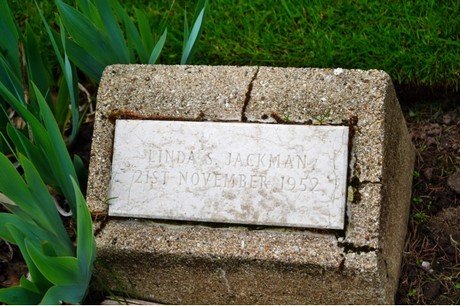 LINDA S. JACKMAN
21ST NOVEMBER 1952